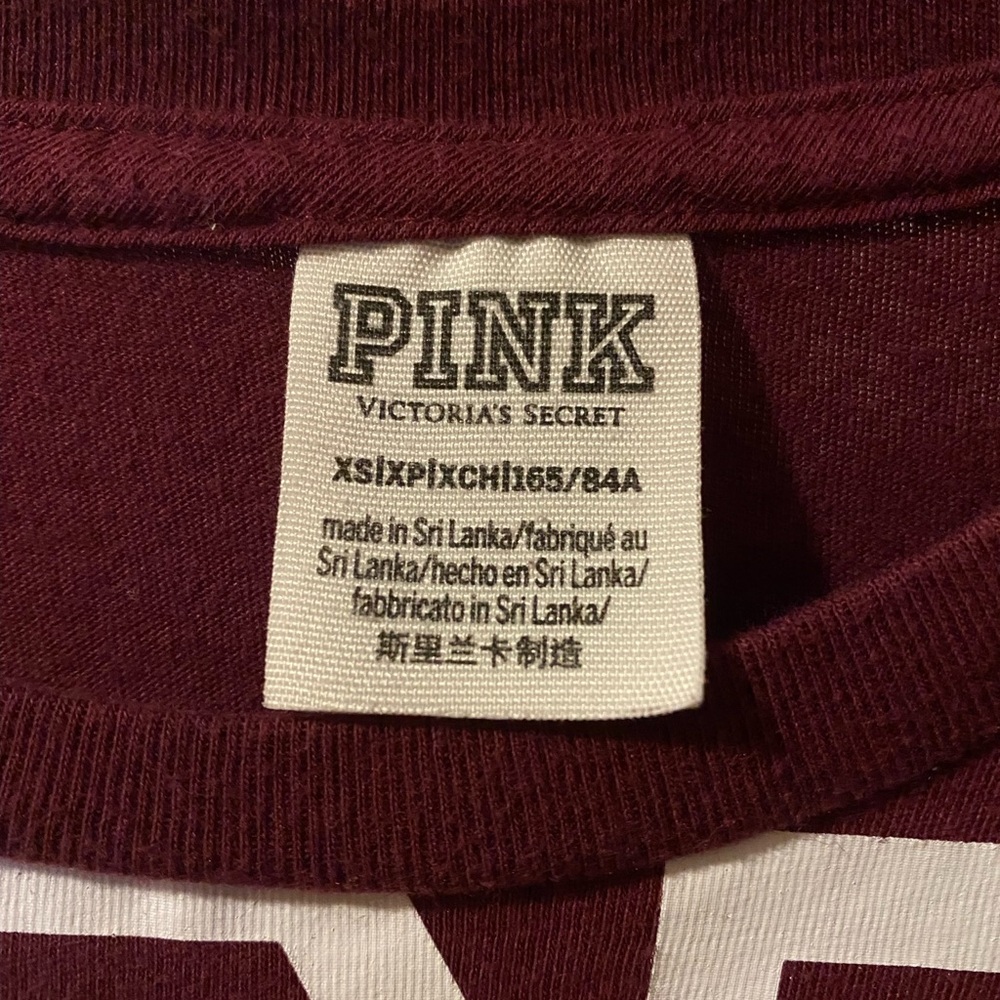 PINK
VICTORIA'S SECRET
XS|XP|XCH|165/84A
made in Sri Lanka/fabriqué au
Sri Lanka/hecho en Sri Lanka/
fabbricato in Sri Lanka/
斯里兰卡制造